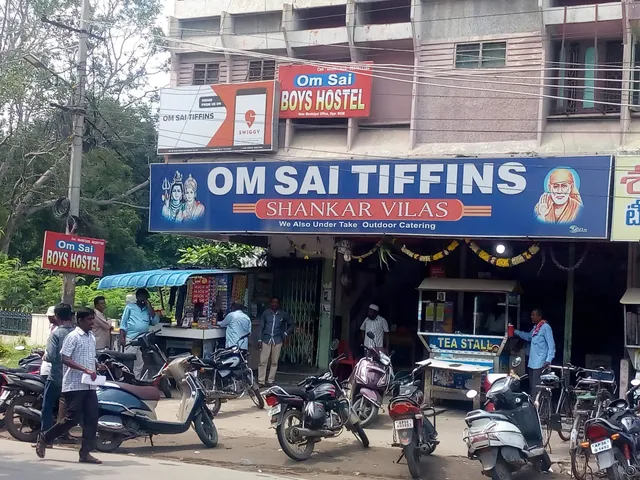 Om Sai
BOYS HOSTEL
OM SAI TIFFINS
SWIGGY
OM SAI TIFFINS
SHANKAR VILAS
We Also Under Take Outdoor Catering
Om Sai
BOYS HOSTEL
TEA STALL